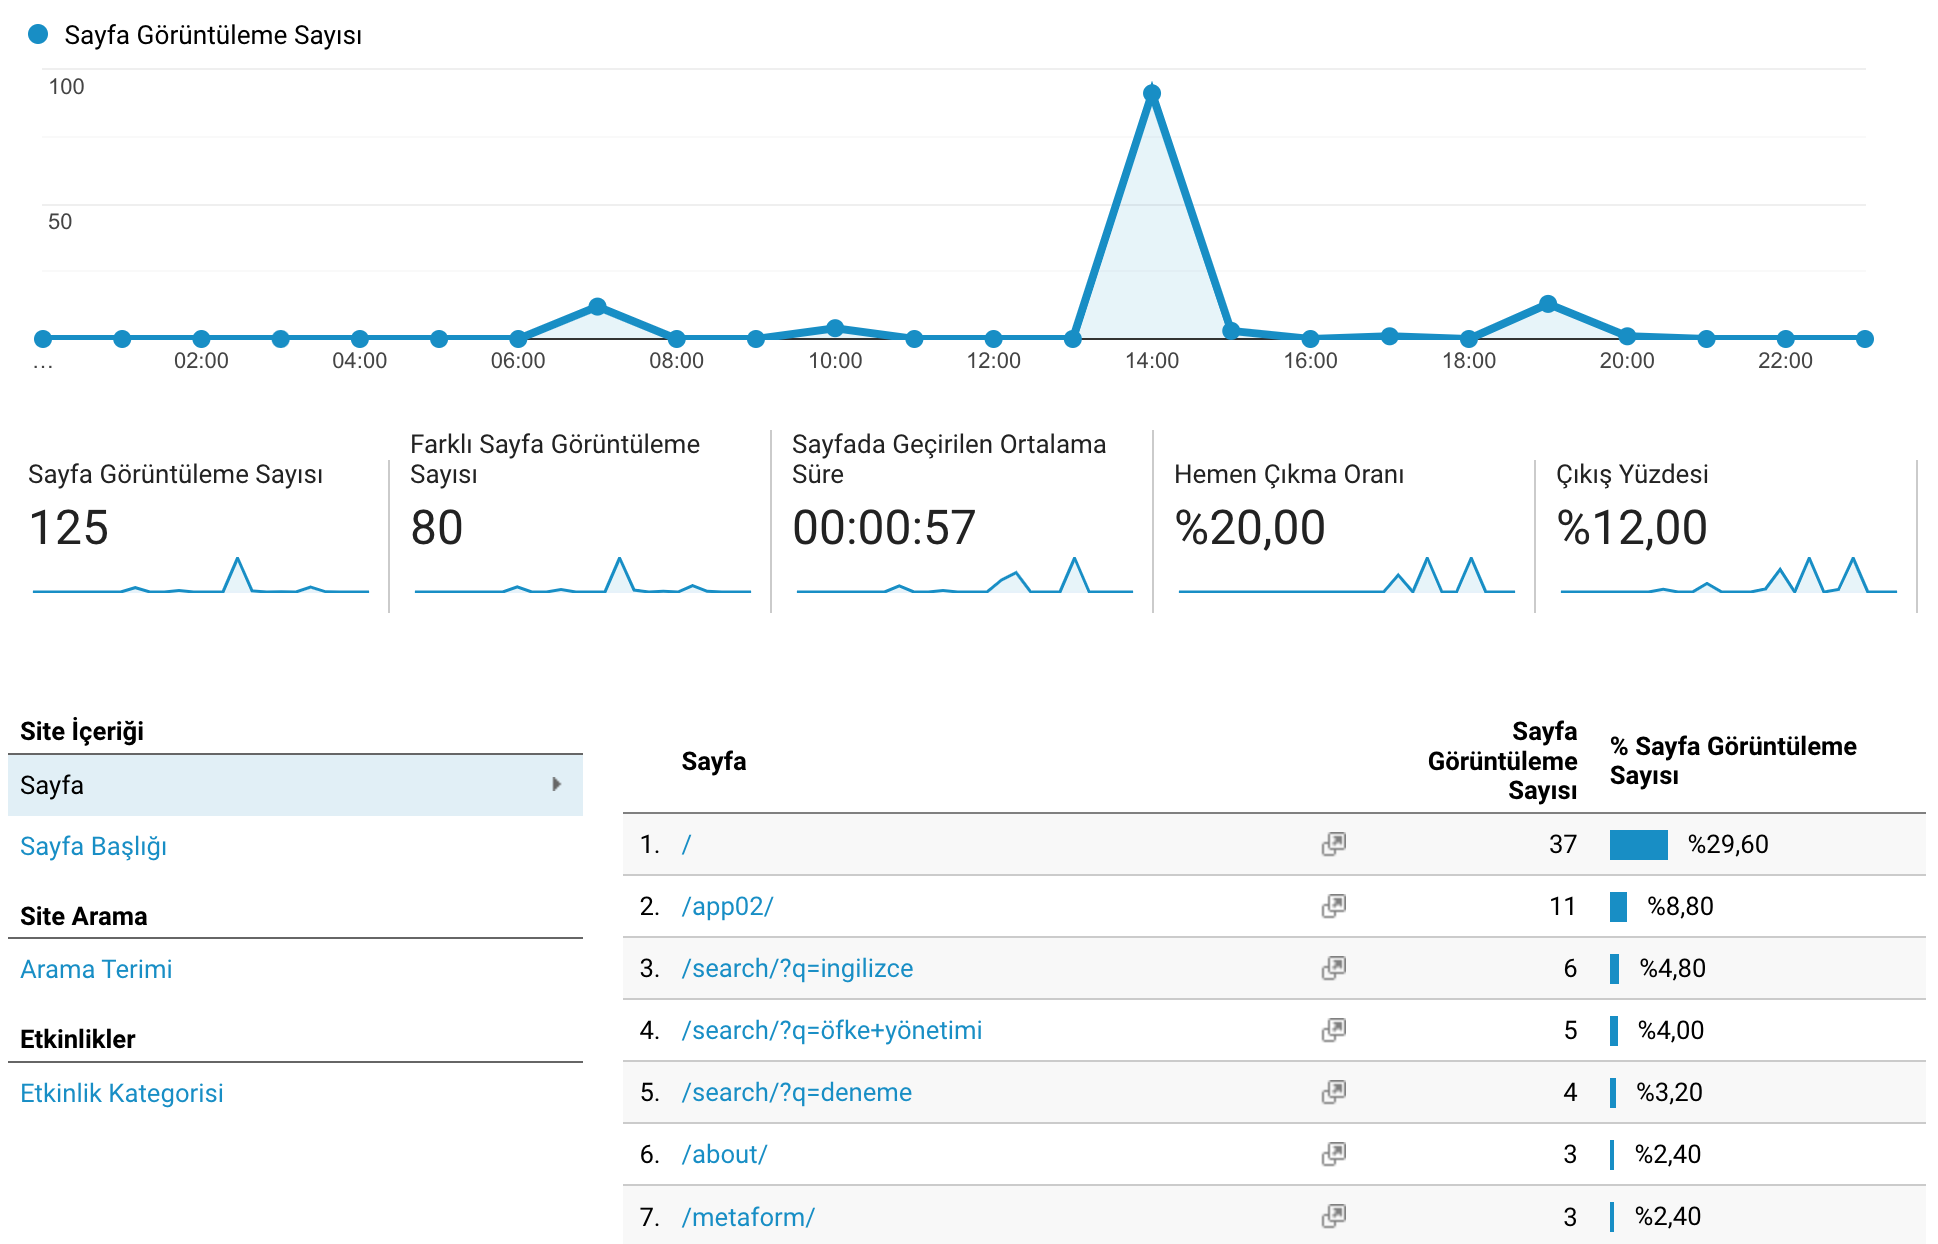 Sayfa Görüntüleme Sayısı
100
50
...
02:00
04:00
06:00
08:00
10:00
12:00
14:00
16:00
18:00
20:00
22:00
Sayfa Görüntüleme Sayısı
125
Farklı Sayfa Görüntüleme
Sayısı
80
Sayfada Geçirilen Ortalama
Süre
00:00:57
Hemen Çıkma Oranı
%20,00
Çıkış Yüzdesi
%12,00
Site İçeriği
Sayfa
Sayfa Başlığı
Site Arama
Arama Terimi
Etkinlikler
Etkinlik Kategorisi
Sayfa
Sayfa
Görüntüleme
Sayısı
% Sayfa Görüntüleme
Sayısı
1. / 37 %29,60
2. /app02/ 11 %8,80
3. /search/?q=ingilizce 6 %4,80
4. /search/?q=öfke+yönetimi 5 %4,00
5. /search/?q=deneme 4 %3,20
6. /about/ 3 %2,40
7. /metaform/ 3 %2,40